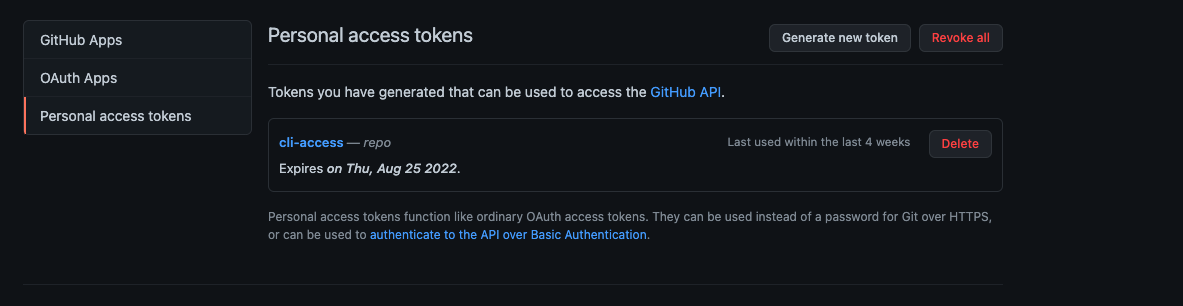 GitHub Apps
OAuth Apps
Personal access tokens
Personal access tokens
Generate new token
Revoke all
Tokens you have generated that can be used to access the GitHub API.
cli-access — repo
Last used within the last 4 weeks
Delete
Expires on Thu, Aug 25 2022.
Personal access tokens function like ordinary OAuth access tokens. They can be used instead of a password for Git over HTTPS,
or can be used to authenticate to the API over Basic Authentication.